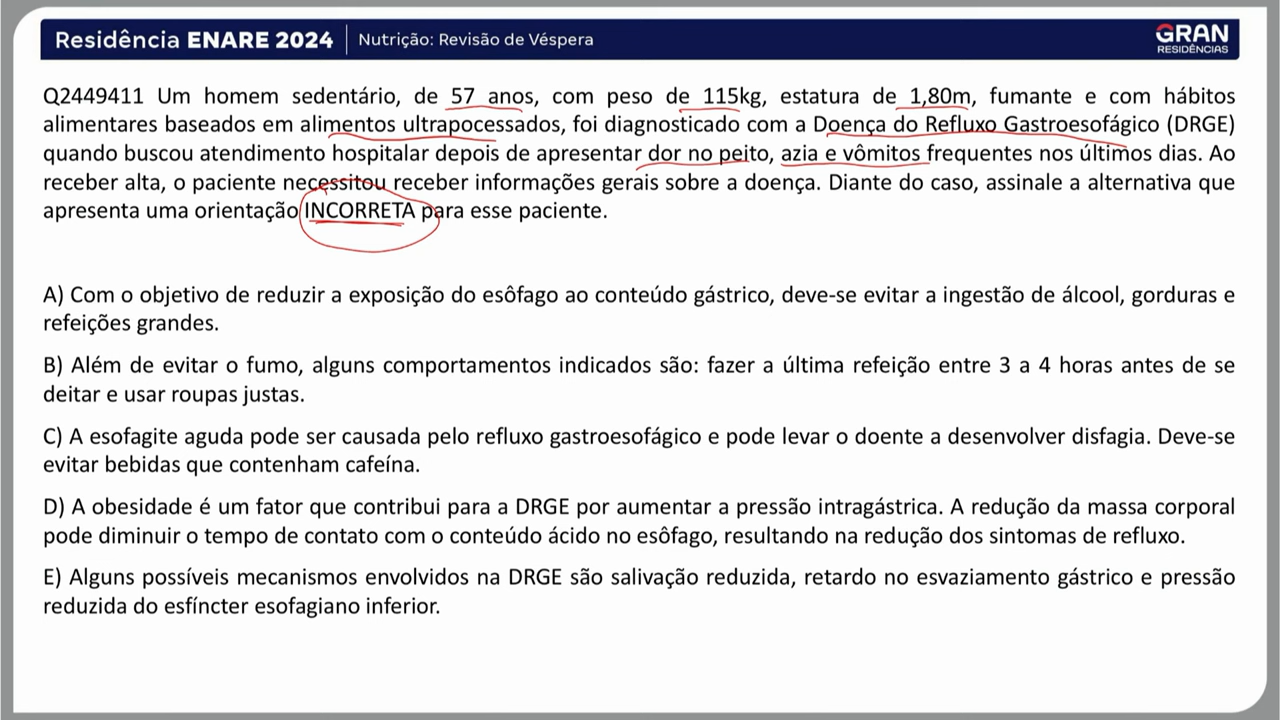 Residência ENARE 2024 Nutrição: Revisão de Véspera
GRAN
RESIDÊNCIAS
Q2449411 Um homem sedentário, de 57 anos, com peso de 115kg, estatura de 1,80m, fumante e com hábitos
alimentares baseados em alimentos ultrapocessados, foi diagnosticado com a Doença do Refluxo Gastroesofágico (DRGE)
quando buscou atendimento hospitalar depois de apresentar dor no peito, azia e vômitos frequentes nos últimos dias. Ao
receber alta, o paciente necessitou receber informações gerais sobre a doença. Diante do caso, assinale a alternativa que
apresenta uma orientação INCORRETA para esse paciente.
A) Com o objetivo de reduzir a exposição do esôfago ao conteúdo gástrico, deve-se evitar a ingestão de álcool, gorduras e
refeições grandes.
B) Além de evitar o fumo, alguns comportamentos indicados são: fazer a última refeição entre 3 a 4 horas antes de se
deitar e usar roupas justas.
C) A esofagite aguda pode ser causada pelo refluxo gastroesofágico e pode levar o doente a desenvolver disfagia. Deve-se
evitar bebidas que contenham cafeína.
D) A obesidade é um fator que contribui para a DRGE por aumentar a pressão intragástrica. A redução da massa corporal
pode diminuir o tempo de contato com o conteúdo ácido no esôfago, resultando na redução dos sintomas de refluxo.
E) Alguns possíveis mecanismos envolvidos na DRGE são salivação reduzida, retardo no esvaziamento gástrico e pressão
reduzida do esfíncter esofagiano inferior.